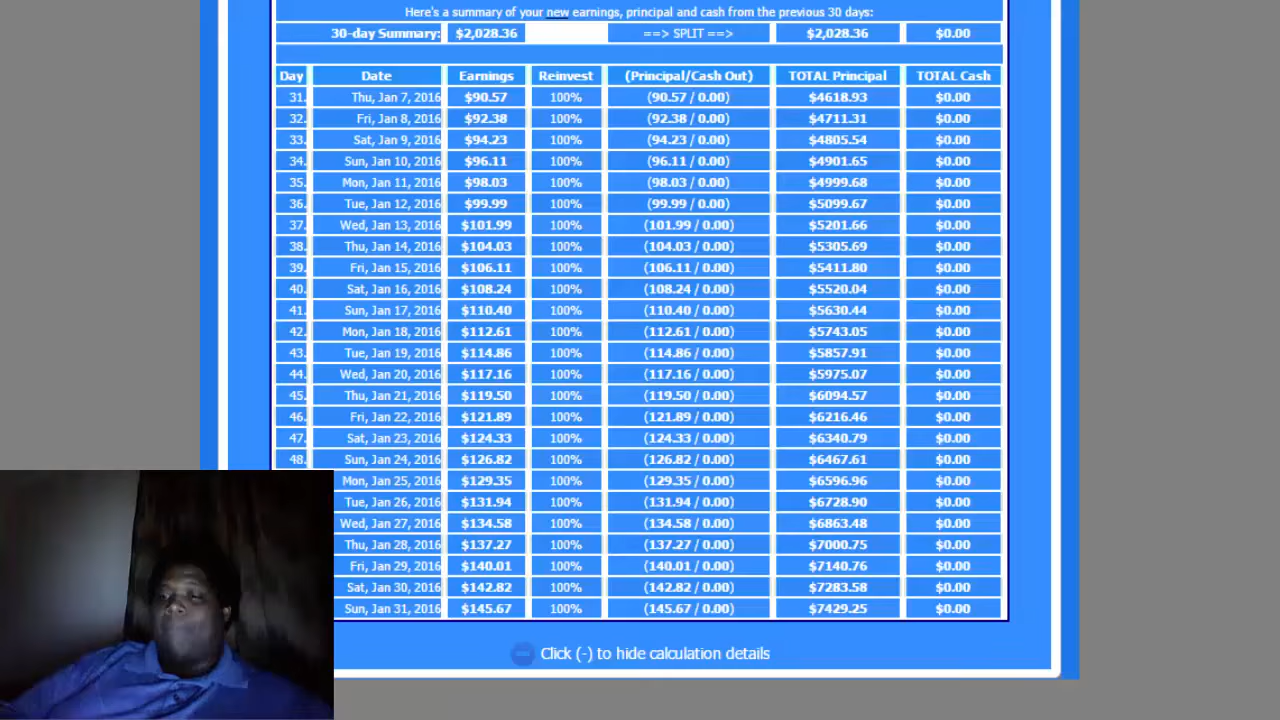 Here's a summary of your new earnings, principal and cash from the previous 30 days:
30-day Summary: $2,028.36 ==> SPLIT ==> $2,028.36 $0.00
Day Date Earnings Reinvest (Principal/Cash Out) TOTAL Principal TOTAL Cash
31. Thu, Jan 7, 2016 $90.57 100% (90.57 / 0.00) $4618.93 $0.00
32. Fri, Jan 8, 2016 $92.38 100% (92.38 / 0.00) $4711.31 $0.00
33. Sat, Jan 9, 2016 $94.23 100% (94.23 / 0.00) $4805.54 $0.00
34. Sun, Jan 10, 2016 $96.11 100% (96.11 / 0.00) $4901.65 $0.00
35. Mon, Jan 11, 2016 $98.03 100% (98.03 / 0.00) $4999.68 $0.00
36. Tue, Jan 12, 2016 $99.99 100% (99.99 / 0.00) $5099.67 $0.00
37. Wed, Jan 13, 2016 $101.99 100% (101.99 / 0.00) $5201.66 $0.00
38. Thu, Jan 14, 2016 $104.03 100% (104.03 / 0.00) $5305.69 $0.00
39. Fri, Jan 15, 2016 $106.11 100% (106.11 / 0.00) $5411.80 $0.00
40. Sat, Jan 16, 2016 $108.24 100% (108.24 / 0.00) $5520.04 $0.00
41. Sun, Jan 17, 2016 $110.40 100% (110.40 / 0.00) $5630.44 $0.00
42. Mon, Jan 18, 2016 $112.61 100% (112.61 / 0.00) $5743.05 $0.00
43. Tue, Jan 19, 2016 $114.86 100% (114.86 / 0.00) $5857.91 $0.00
44. Wed, Jan 20, 2016 $117.16 100% (117.16 / 0.00) $5975.07 $0.00
45. Thu, Jan 21, 2016 $119.50 100% (119.50 / 0.00) $6094.57 $0.00
46. Fri, Jan 22, 2016 $121.89 100% (121.89 / 0.00) $6216.46 $0.00
47. Sat, Jan 23, 2016 $124.33 100% (124.33 / 0.00) $6340.79 $0.00
48. Sun, Jan 24, 2016 $126.82 100% (126.82 / 0.00) $6467.61 $0.00
Mon, Jan 25, 2016 $129.35 100% (129.35 / 0.00) $6596.96 $0.00
Tue, Jan 26, 2016 $131.94 100% (131.94 / 0.00) $6728.90 $0.00
Wed, Jan 27, 2016 $134.58 100% (134.58 / 0.00) $6863.48 $0.00
Thu, Jan 28, 2016 $137.27 100% (137.27 / 0.00) $7000.75 $0.00
Fri, Jan 29, 2016 $140.01 100% (140.01 / 0.00) $7140.76 $0.00
Sat, Jan 30, 2016 $142.82 100% (142.82 / 0.00) $7283.58 $0.00
Sun, Jan 31, 2016 $145.67 100% (145.67 / 0.00) $7429.25 $0.00
Click (-) to hide calculation details